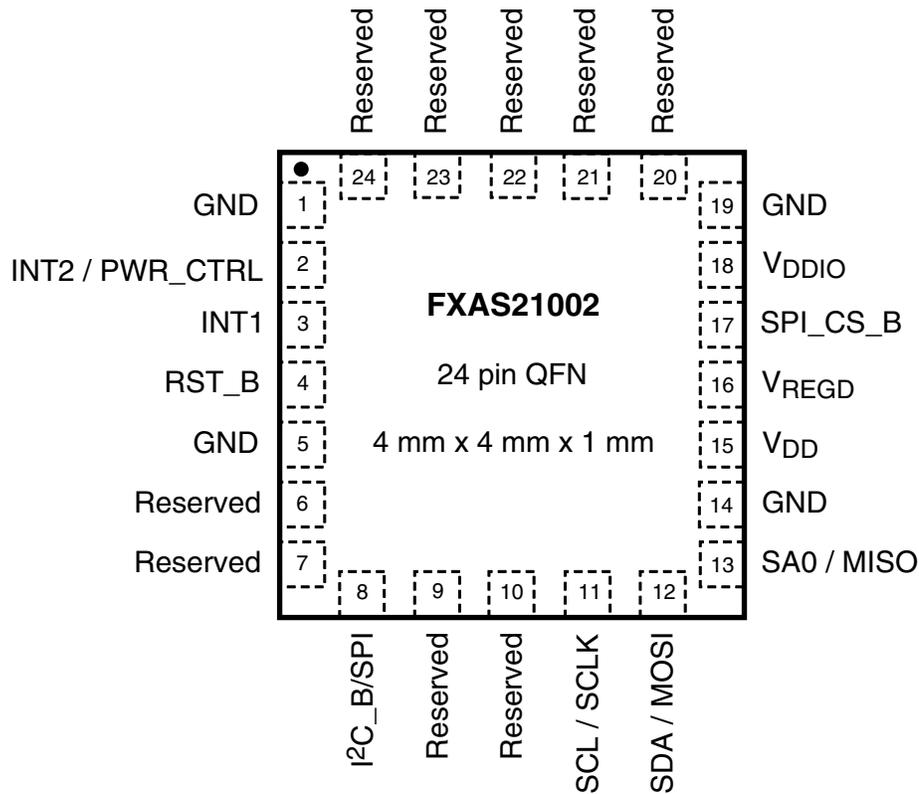 Reserved
Reserved
Reserved
Reserved
Reserved
24
23
22
21
20
GND 1
19 GND
INT2 / PWR_CTRL 2
18 VDDIO
FXAS21002
INT1 3
17 SPI_CS_B
24 pin QFN
RST_B 4
16 VREGD
4 mm x 4 mm x 1 mm
GND 5
15 VDD
Reserved 6
14 GND
Reserved 7
13 SA0 / MISO
8
9
10
11
12
I²C_B/SPI
Reserved
Reserved
SCL / SCLK
SDA / MOSI